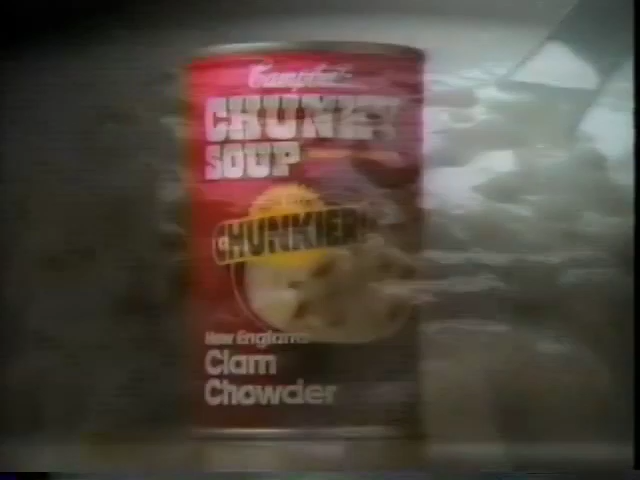 Campbell's
CHUNKY
SOUP
CHUNKIER
New England
Clam
Chowder